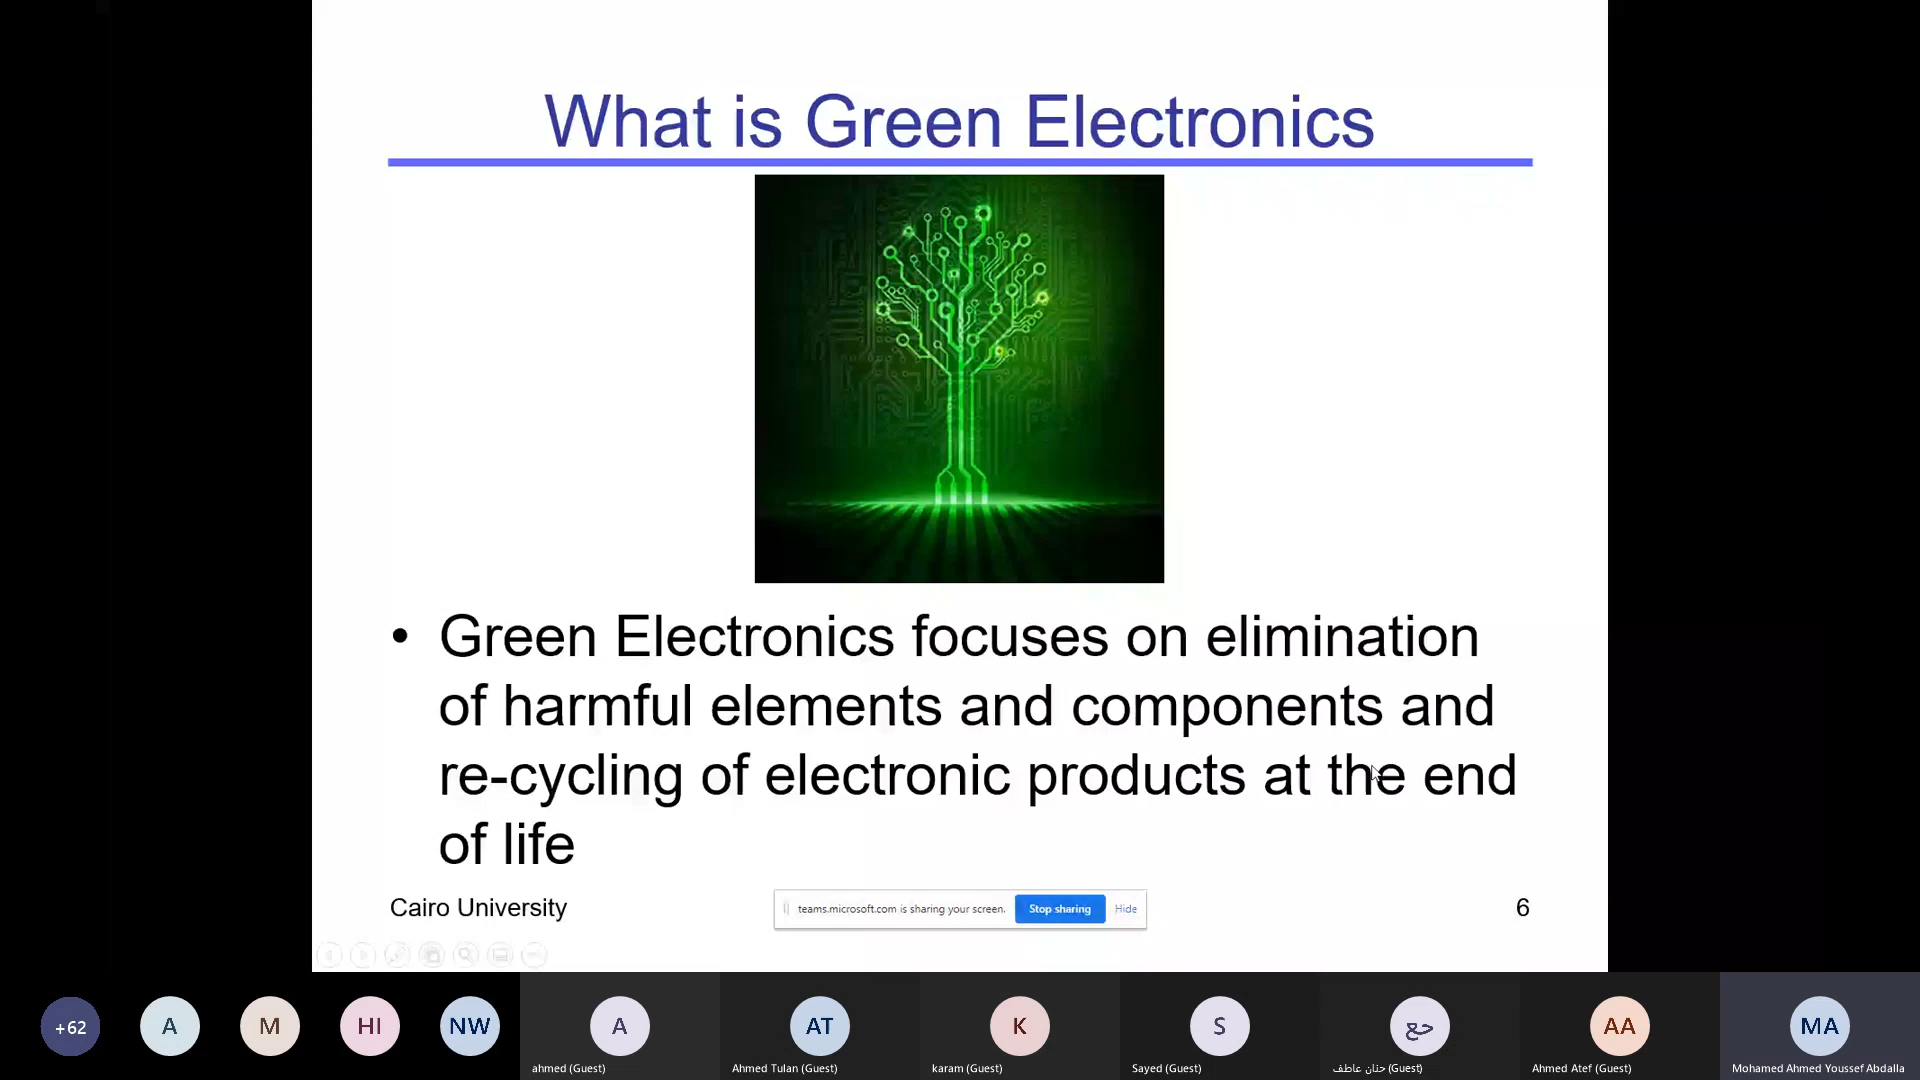 What is Green Electronics
• Green Electronics focuses on elimination
of harmful elements and components and
re-cycling of electronic products at the end
of life
Cairo University
teams.microsoft.com is sharing your screen.
Stop sharing
Hide
6
+62
A
M
HI
NW
A
AT
K
S
حع
AA
MA
ahmed (Guest)
Ahmed Tulan (Guest)
karam (Guest)
Sayed (Guest)
حنان عاطف (Guest)
Ahmed Atef (Guest)
Mohamed Ahmed Youssef Abdalla